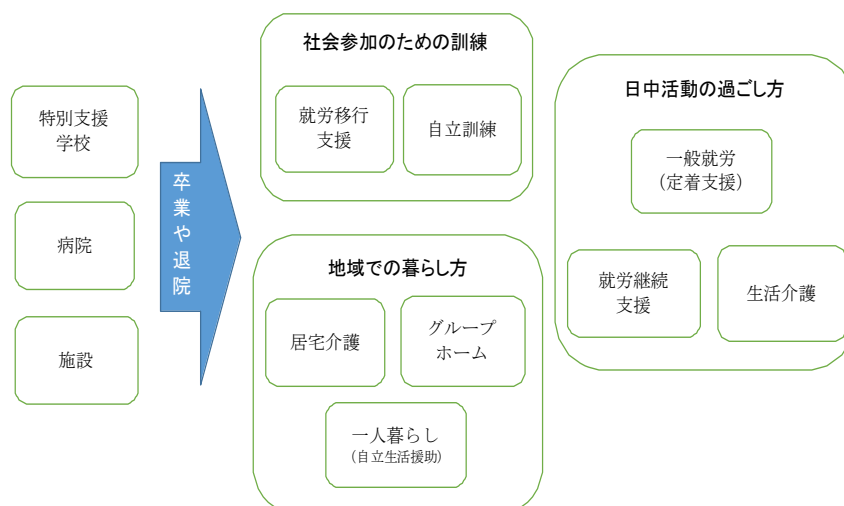 特別支援
学校
病院
施設
卒業や退院
社会参加のための訓練
就労移行
支援
自立訓練
地域での暮らし方
居宅介護
グループ
ホーム
一人暮らし
(自立生活援助)
日中活動の過ごし方
一般就労
(定着支援)
就労継続
支援
生活介護